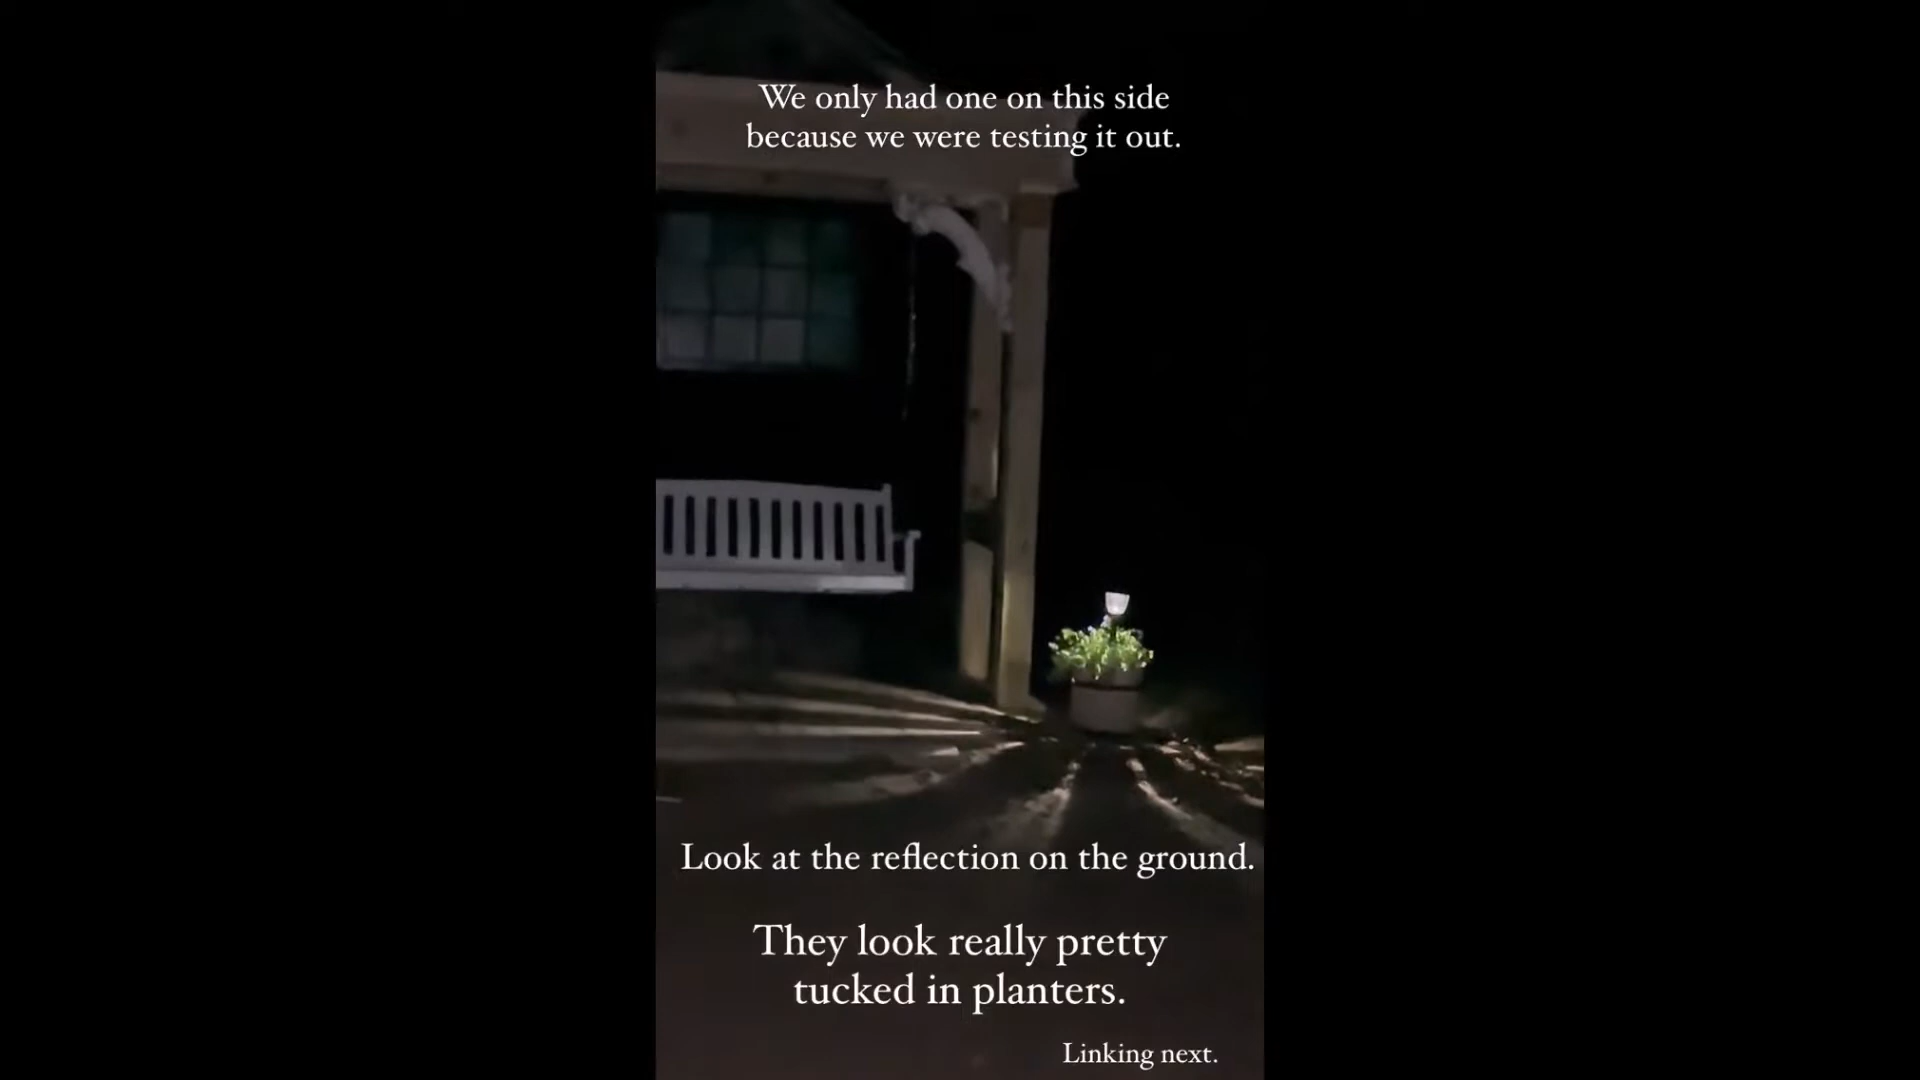 We only had one on this side
because we were testing it out.
Look at the reflection on the ground.
They look really pretty
tucked in planters.
Linking next.